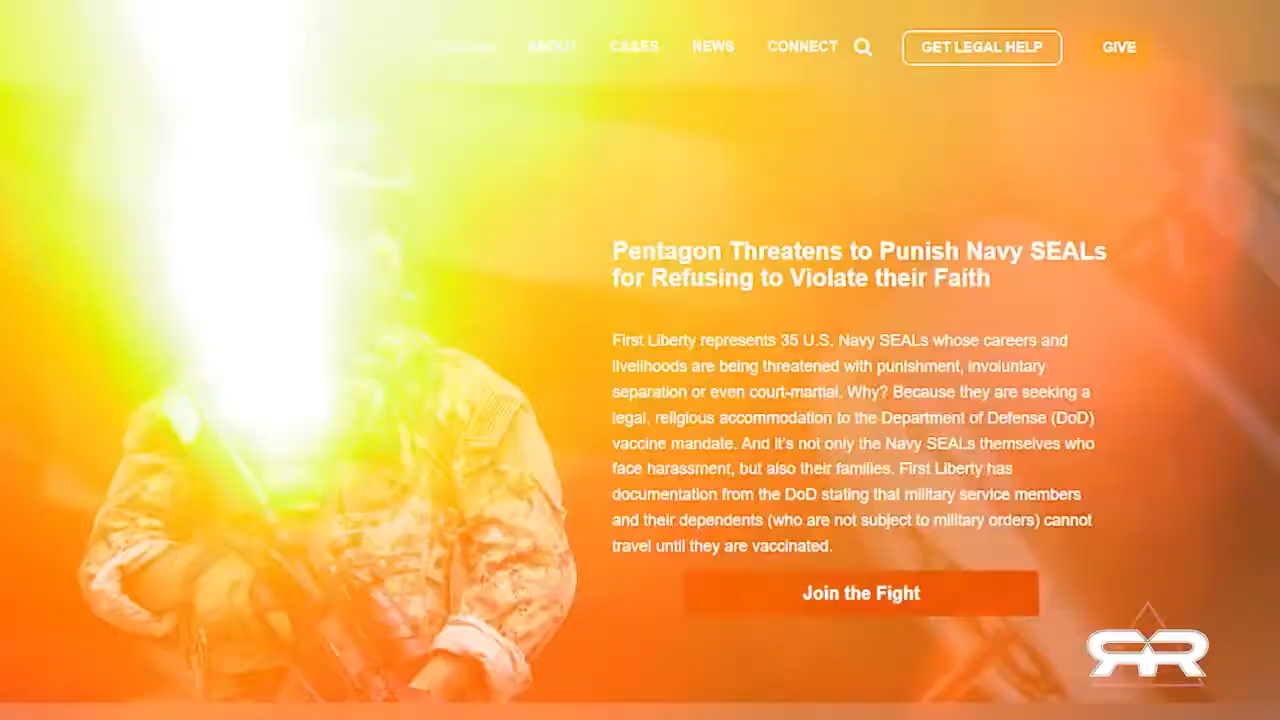 ABOUT
CASES
NEWS
CONNECT
GET LEGAL HELP
GIVE
Pentagon Threatens to Punish Navy SEALs
for Refusing to Violate their Faith
First Liberty represents 35 U.S. Navy SEALs whose careers and
livelihoods are being threatened with punishment, involuntary
separation or even court-martial. Why? Because they are seeking a
legal, religious accommodation to the Department of Defense (DoD)
vaccine mandate. And it's not only the Navy SEALs themselves who
face harassment, but also their families. First Liberty has
documentation from the DoD stating that military service members
and their dependents (who are not subject to military orders) cannot
travel until they are vaccinated.
Join the Fight